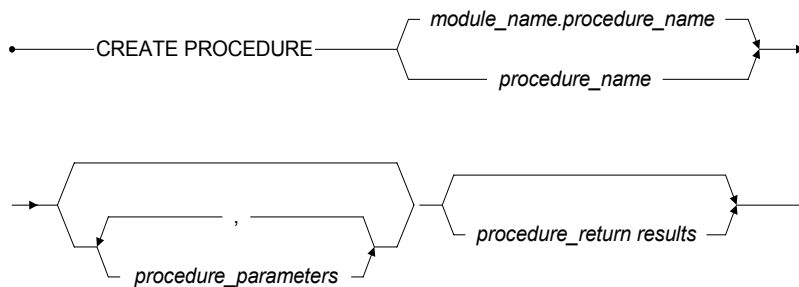 module_name.procedure_name
CREATE PROCEDURE
procedure_name
,
procedure_return results
procedure_parameters